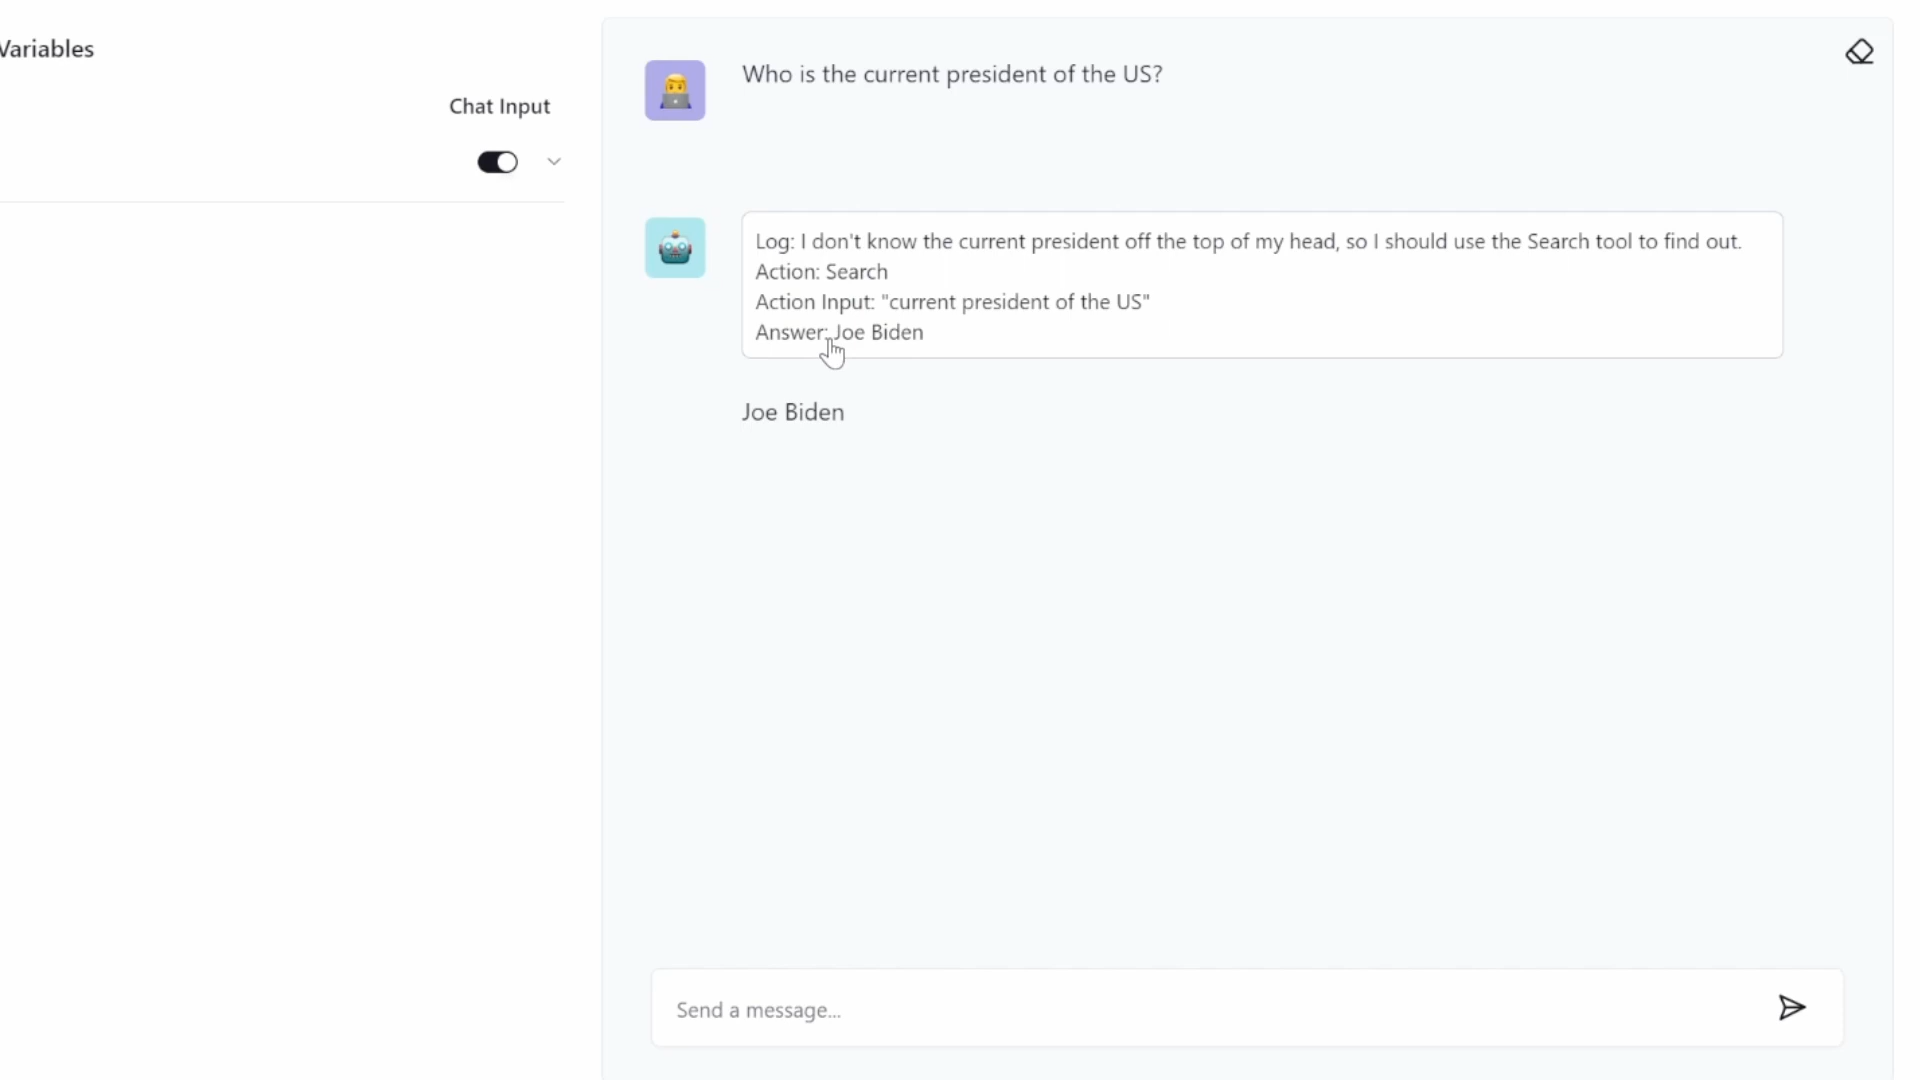 Variables
Chat Input
Who is the current president of the US?
Log: I don't know the current president off the top of my head, so I should use the Search tool to find out.
Action: Search
Action Input: "current president of the US"
Answer: Joe Biden
Joe Biden
Send a message...